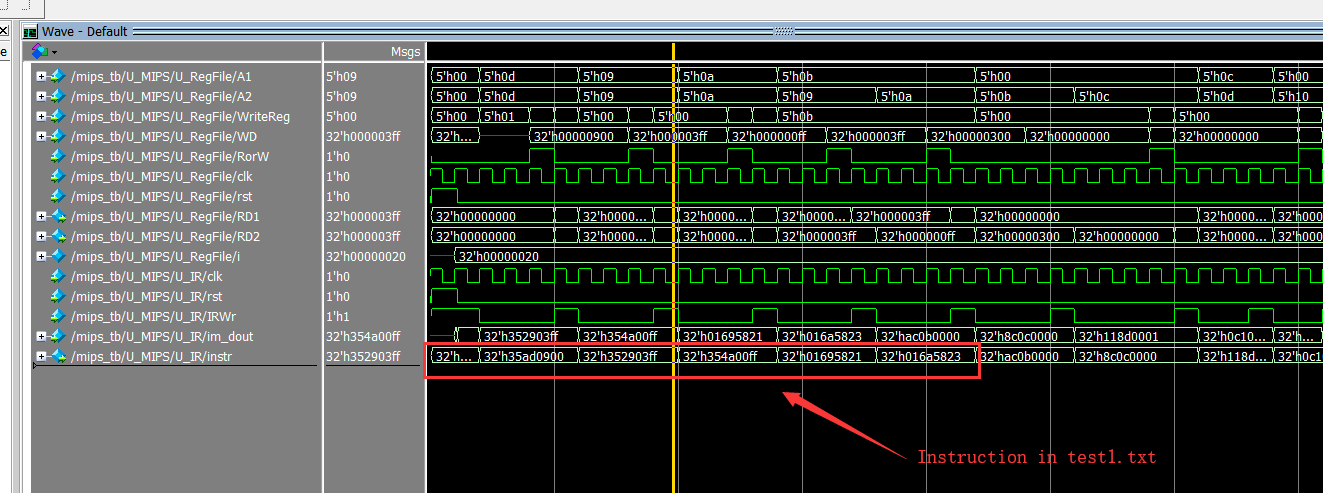 e
Wave - Default
Msgs
/mips_tb/U_MIPS/U_RegFile/A1 5'h09 5'h00 5'h0d 5'h09 5'h0a 5'h0b 5'h00 5'h0c 5'h00
/mips_tb/U_MIPS/U_RegFile/A2 5'h09 5'h00 5'h0d 5'h09 5'h0a 5'h09 5'h0a 5'h0b 5'h0c 5'h0d 5'h10
/mips_tb/U_MIPS/U_RegFile/WriteReg 5'h00 5'h00 5'h01 5'h00 5'h00 5'h0b 5'h00 5'h00
/mips_tb/U_MIPS/U_RegFile/WD 32'h000003ff 32'h... 32'h00000900 32'h000003ff 32'h000000ff 32'h000003ff 32'h00000300 32'h00000000 32'h00000000
/mips_tb/U_MIPS/U_RegFile/RorW 1'h0
/mips_tb/U_MIPS/U_RegFile/clk 1'h0
/mips_tb/U_MIPS/U_RegFile/rst 1'h0
/mips_tb/U_MIPS/U_RegFile/RD1 32'h000003ff 32'h00000000 32'h0000... 32'h0000... 32'h0000... 32'h000003ff 32'h00000000 32'h0000... 32'h0000
/mips_tb/U_MIPS/U_RegFile/RD2 32'h000003ff 32'h00000000 32'h0000... 32'h0000... 32'h000003ff 32'h000000ff 32'h00000300 32'h00000000 32'h0000... 32'h0000
/mips_tb/U_MIPS/U_RegFile/i 32'h00000020 32'h00000020
/mips_tb/U_MIPS/U_IR/clk 1'h0
/mips_tb/U_MIPS/U_IR/rst 1'h0
/mips_tb/U_MIPS/U_IR/IRWr 1'h1
/mips_tb/U_MIPS/U_IR/im_dout 32'h354a00ff 32'h352903ff 32'h354a00ff 32'h01695821 32'h016a5823 32'hac0b0000 32'h8c0c0000 32'h118d0001 32'h0c10... 32'h...
/mips_tb/U_MIPS/U_IR/instr 32'h352903ff 32'h... 32'h35ad0900 32'h352903ff 32'h354a00ff 32'h01695821 32'h016a5823 32'hac0b0000 32'h8c0c0000 32'h118d... 32'h0c10
Instruction in test1.txt